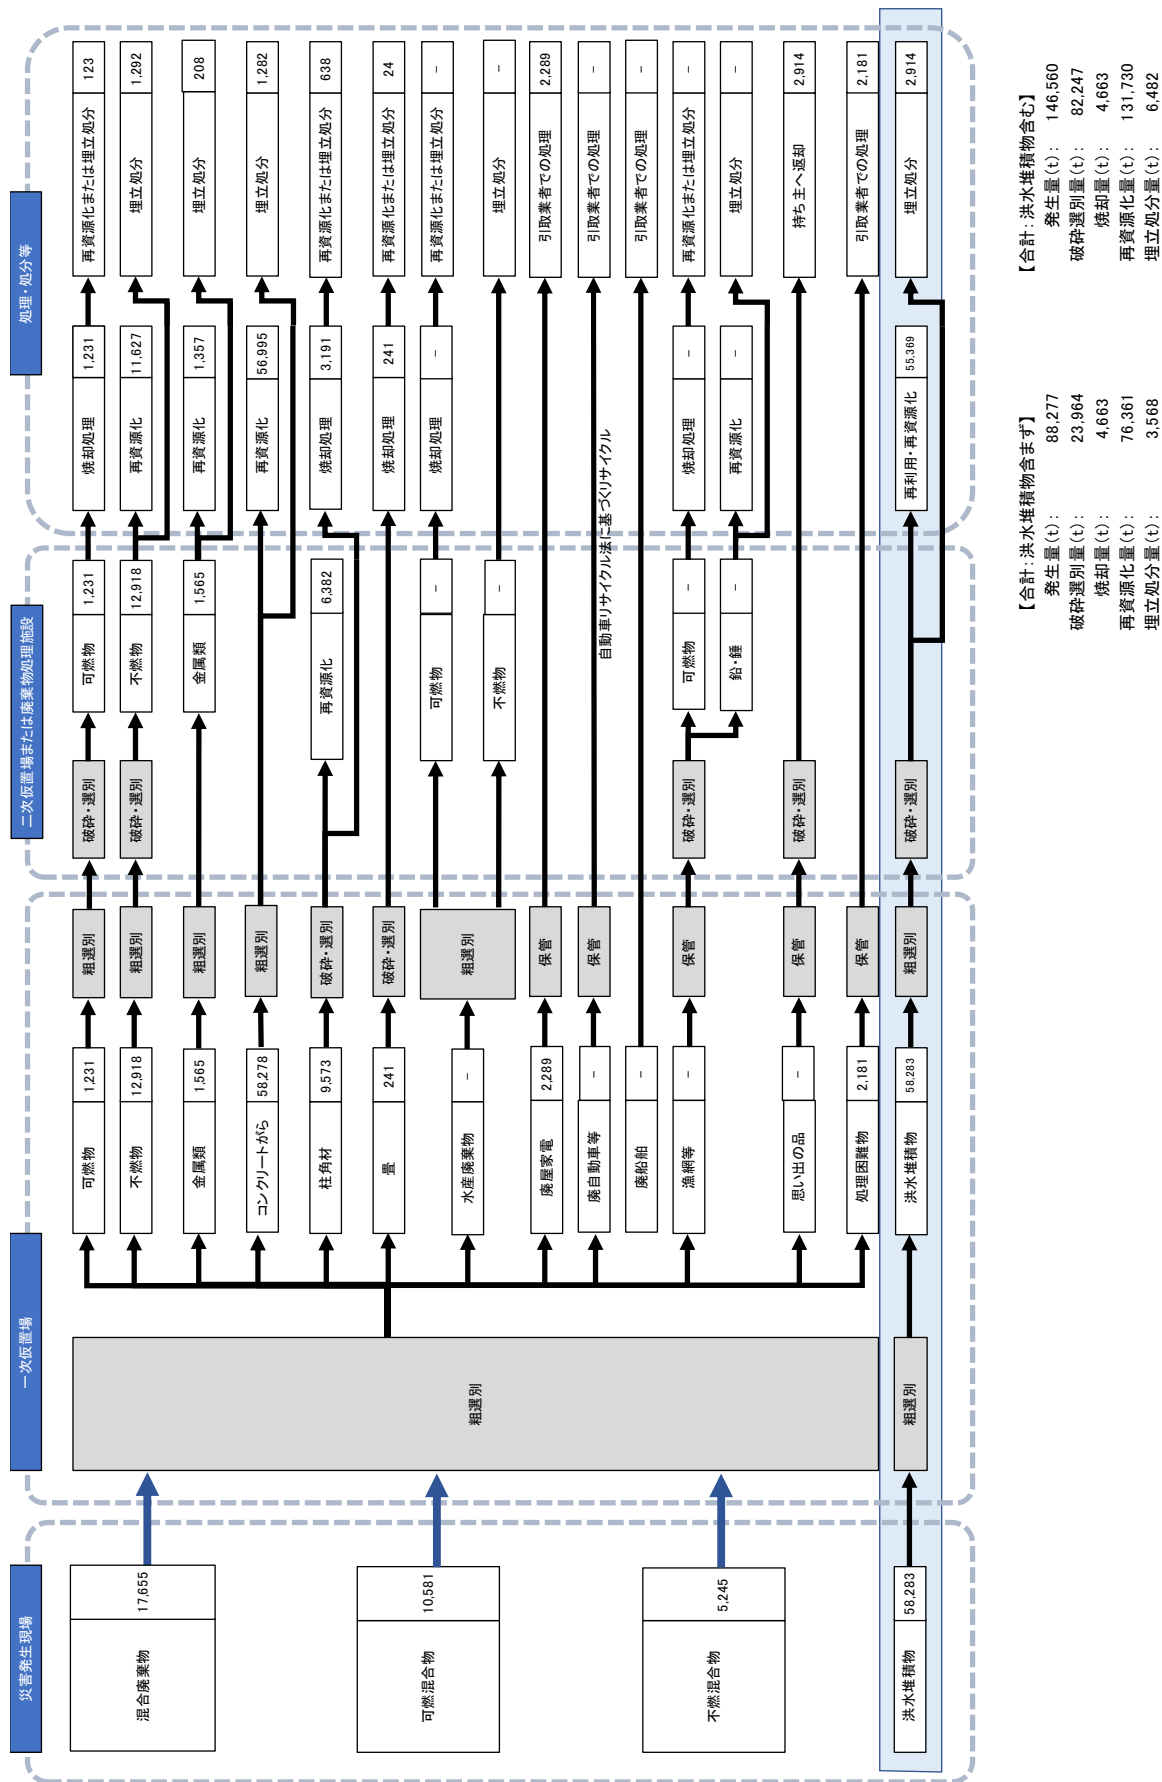 災害発生現場
一次仮置場
二次仮置場または廃棄物処理施設
処理・処分等
混合廃棄物 17,655
可燃混合物 10,581
不燃混合物 5,245
洪水堆積物 58,283
粗選別
粗選別
可燃物 1,231 粗選別 破砕・選別 可燃物 1,231 焼却処理 1,231 再資源化または埋立処分 123
不燃物 12,918 粗選別 破砕・選別 不燃物 12,918 再資源化 11,627 埋立処分 1,292
金属類 1,565 粗選別 金属類 1,565 再資源化 1,357 埋立処分 208
コンクリートがら 58,278 粗選別 再資源化 56,995 埋立処分 1,282
柱角材 9,573 破砕・選別 再資源化 6,382 焼却処理 3,191 再資源化または埋立処分 638
畳 241 破砕・選別 焼却処理 241 再資源化または埋立処分 24
水産廃棄物 - 粗選別 可燃物 - 焼却処理 - 再資源化または埋立処分 -
不燃物 - 埋立処分 -
廃屋家電 2,289 保管 引取業者での処理 2,289
廃自動車等 - 保管 自動車リサイクル法に基づくリサイクル 引取業者での処理 -
廃船舶 引取業者での処理 -
漁網等 - 保管 破砕・選別 可燃物 - 焼却処理 - 再資源化または埋立処分 -
鉛・錘 - 再資源化 - 埋立処分 -
思い出の品 - 保管 破砕・選別 持ち主へ返却 2,914
処理困難物 2,181 保管 引取業者での処理 2,181
洪水堆積物 58,283 粗選別 破砕・選別 再利用・再資源化 55,369 埋立処分 2,914
【合計：洪水堆積物含まず】
発生量(t)： 88,277
破砕選別量(t)： 23,964
焼却量(t)： 4,663
再資源化量(t)： 76,361
埋立処分量(t)： 3,568
【合計：洪水堆積物含む】
発生量(t)： 146,560
破砕選別量(t)： 82,247
焼却量(t)： 4,663
再資源化量(t)： 131,730
埋立処分量(t)： 6,482